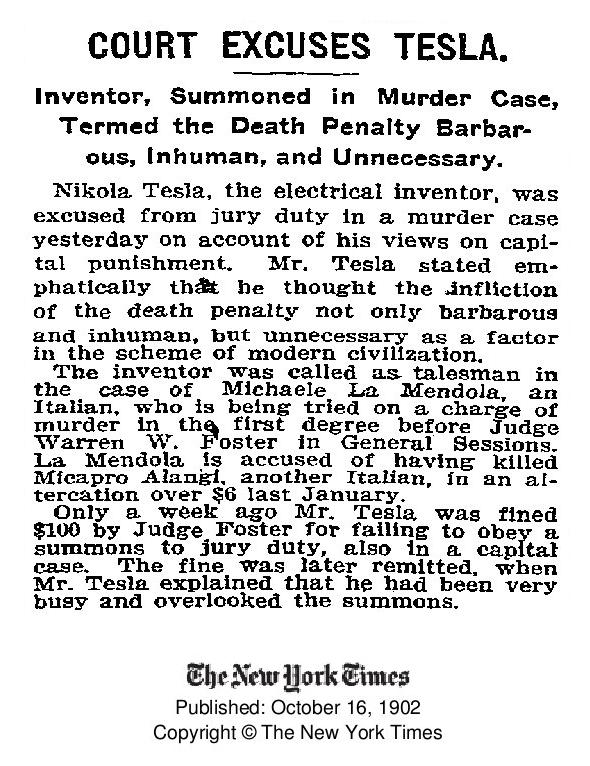 COURT EXCUSES TESLA.
Inventor, Summoned in Murder Case,
Termed the Death Penalty Barbar-
ous, Inhuman, and Unnecessary.
Nikola Tesla, the electrical inventor, was
excused from jury duty in a murder case
yesterday on account of his views on capi-
tal punishment. Mr. Tesla stated em-
phatically that he thought the infliction
of the death penalty not only barbarous
and inhuman, but unnecessary as a factor
in the scheme of modern civilization.
The inventor was called as talesman in
the case of Michaele La Mendola, an
Italian, who is being tried on a charge of
murder in the first degree before Judge
Warren W. Foster in General Sessions.
La Mendola is accused of having killed
Micapro Alangi, another Italian, in an al-
tercation over $6 last January.
Only a week ago Mr. Tesla was fined
$100 by Judge Foster for failing to obey a
summons to jury duty, also in a capital
case. The fine was later remitted, when
Mr. Tesla explained that he had been very
busy and overlooked the summons.
The New York Times
Published: October 16, 1902
Copyright © The New York Times